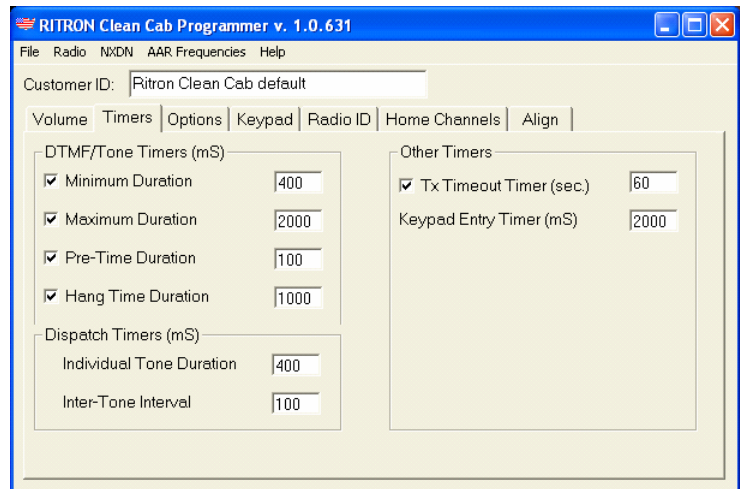 RITRON Clean Cab Programmer v. 1.0.631
File Radio NXDN AAR Frequencies Help
Customer ID: Ritron Clean Cab default
Volume Timers Options Keypad Radio ID Home Channels Align
DTMF/Tone Timers (mS)
Minimum Duration 400
Maximum Duration 2000
Pre-Time Duration 100
Hang Time Duration 1000
Dispatch Timers (mS)
Individual Tone Duration 400
Inter-Tone Interval 100
Other Timers
Tx Timeout Timer (sec.) 60
Keypad Entry Timer (mS) 2000